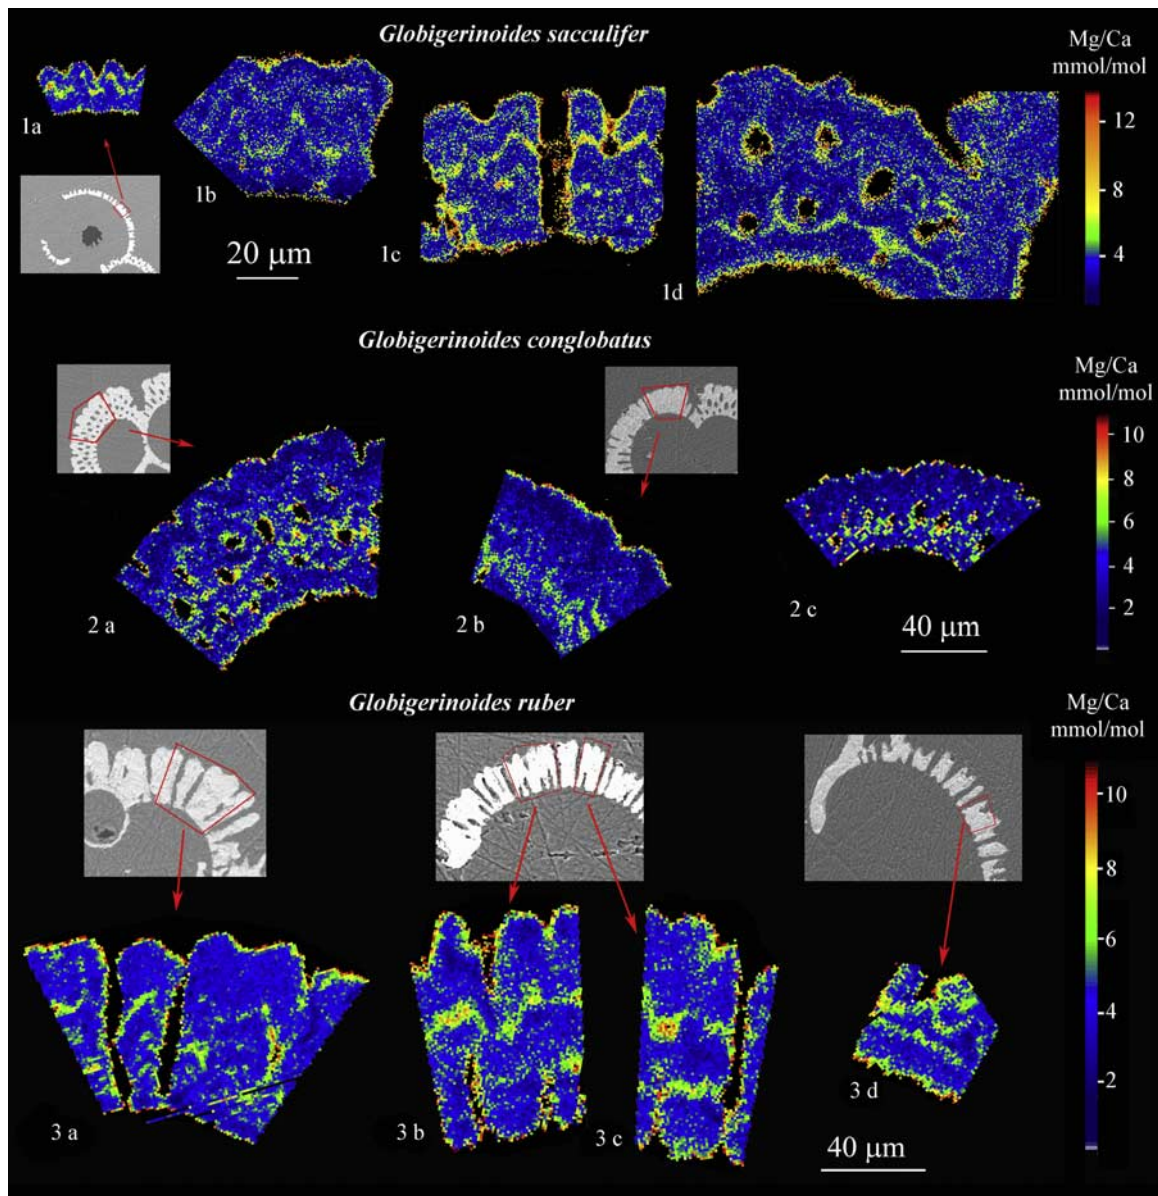 Globigerinoides sacculifer
Mg/Ca
mmol/mol
12
8
4
1a
1b
1c
1d
20 µm
Globigerinoides conglobatus
Mg/Ca
mmol/mol
10
8
6
4
2
2 a
2 b
2 c
40 µm
Globigerinoides ruber
Mg/Ca
mmol/mol
10
8
6
4
2
3 a
3 b
3 c
3 d
40 µm